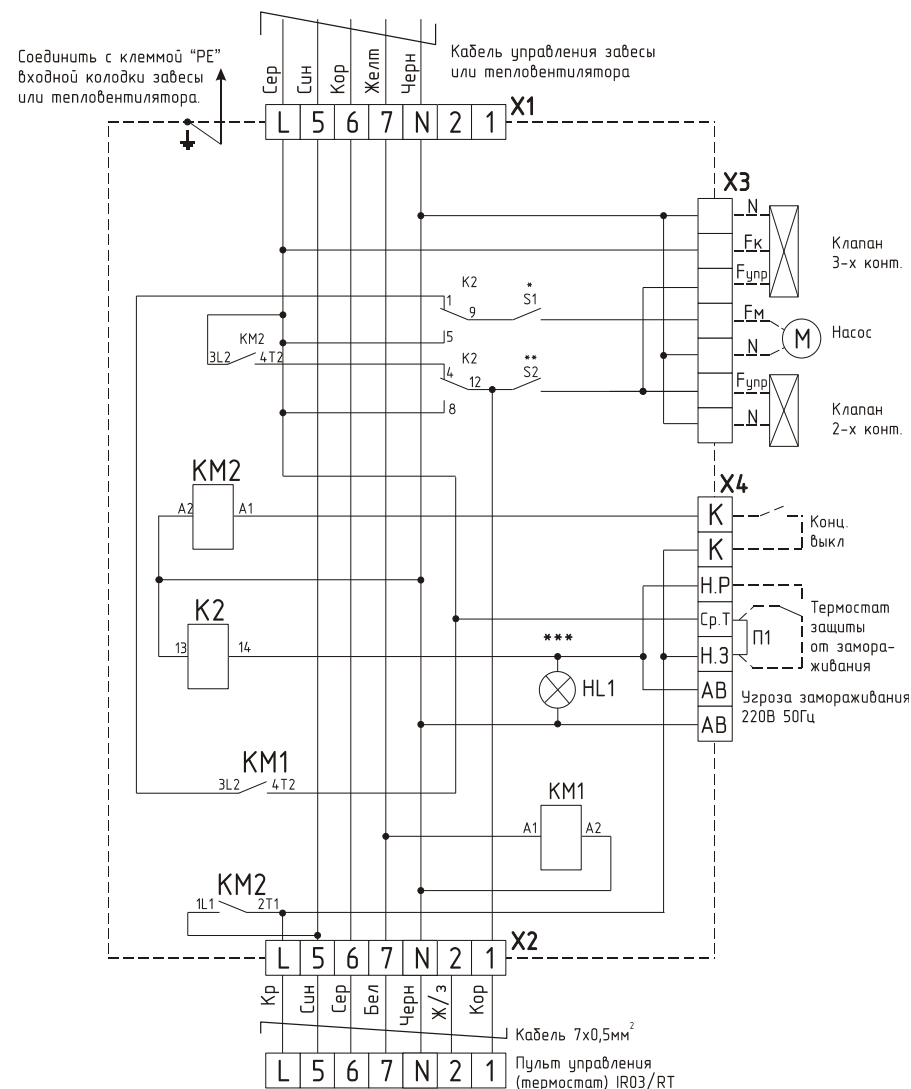 Соединить с клеммой "PE"
входной колодки завесы
или тепловентилятора.
Кабель управления завесы
или тепловентилятора
Сер
Син
Кор
Желт
Черн
L 5 6 7 N 2 1
X1
X3
N
Fк
Fупр
Клапан
3-х конт.
Fм
N
M
Насос
Fупр
N
Клапан
2-х конт.
K2
1
9
5
*
S1
KM2
3L2
4T2
K2
4
12
8
**
S2
KM2
A2
A1
K2
13
14
X4
К
К
Н.Р
Ср.Т
Н.З
АВ
АВ
Конц.
выкл
П1
Термостат
защиты
от замора-
живания
Угроза замораживания
220В 50Гц
***
HL1
KM1
3L2
4T2
KM1
A1
A2
KM2
1L1
2T1
L 5 6 7 N 2 1
X2
Кр
Син
Сер
Бел
Черн
Ж/з
Кор
Кабель 7х0,5мм²
L 5 6 7 N 2 1
Пульт управления
(термостат) IR03/RT